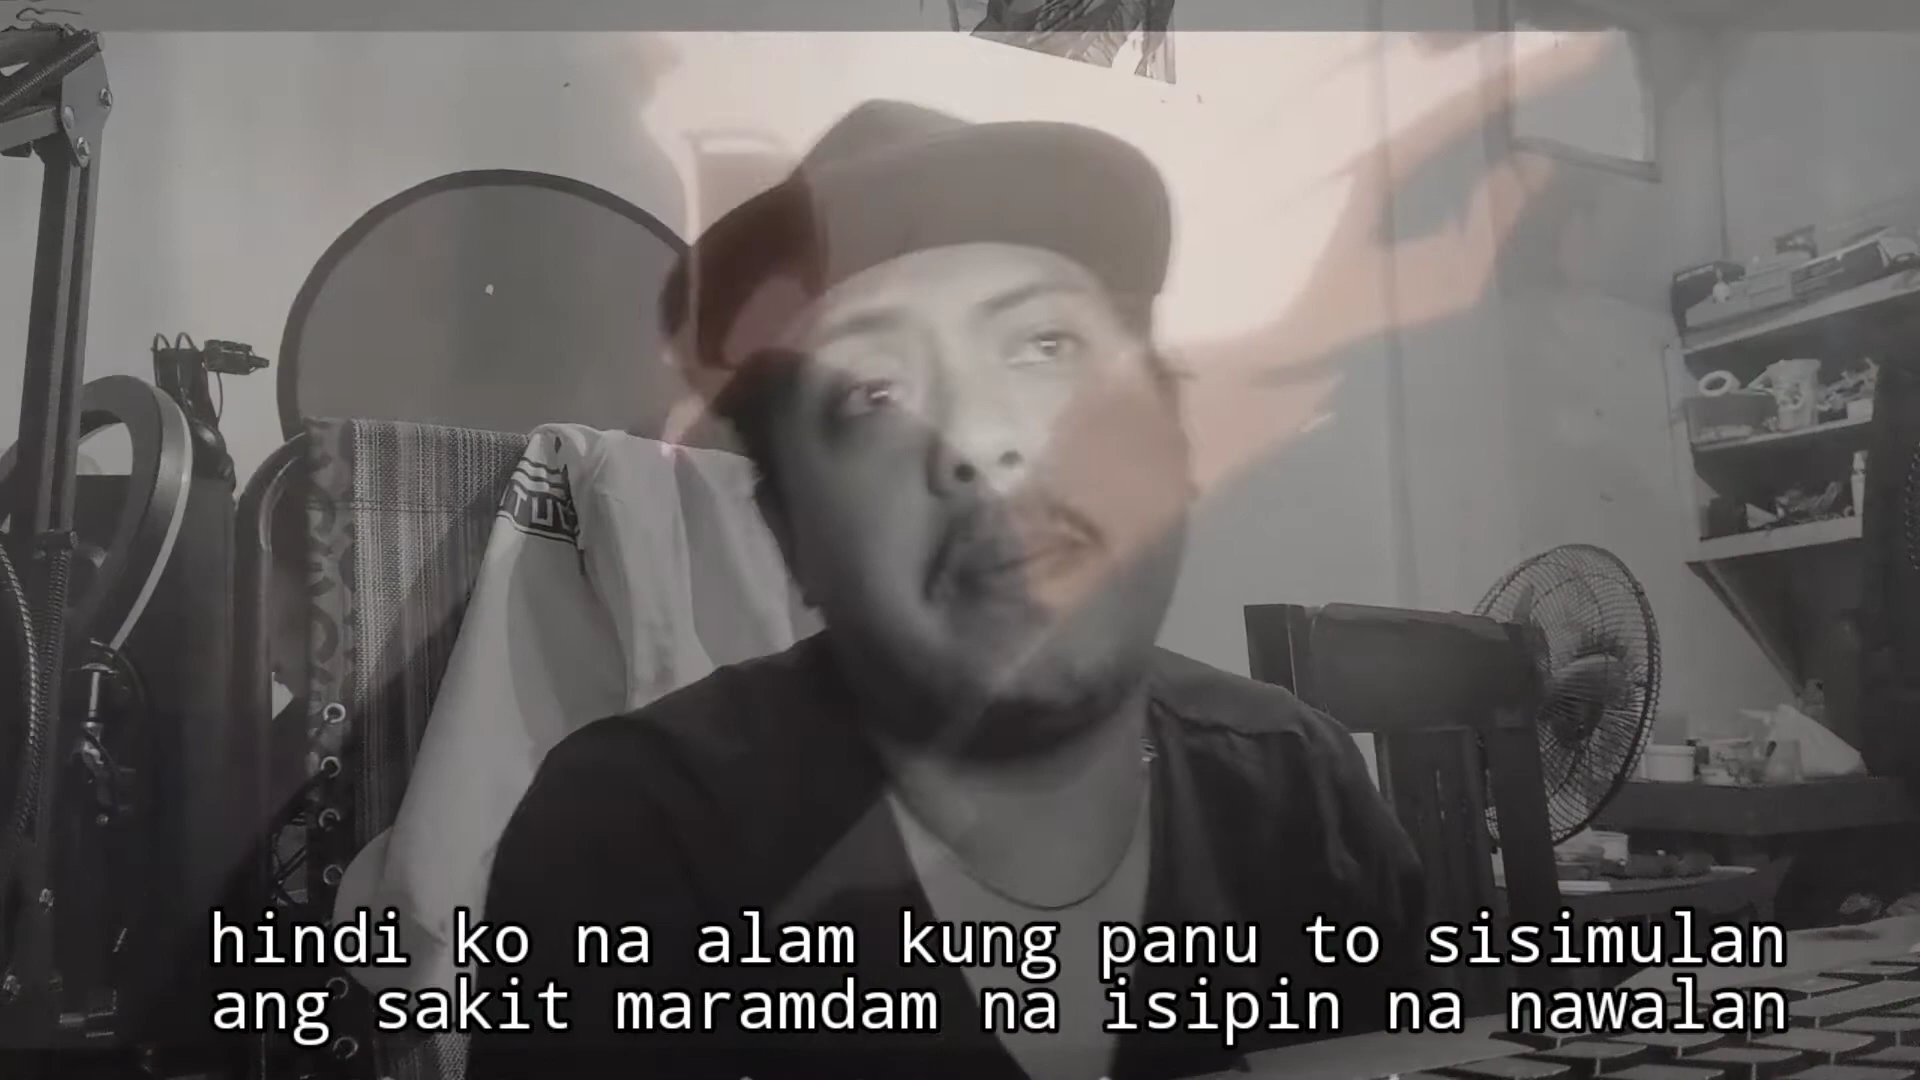 hindi ko na alam kung panu to sisimulan
ang sakit maramdam na isipin na nawalan